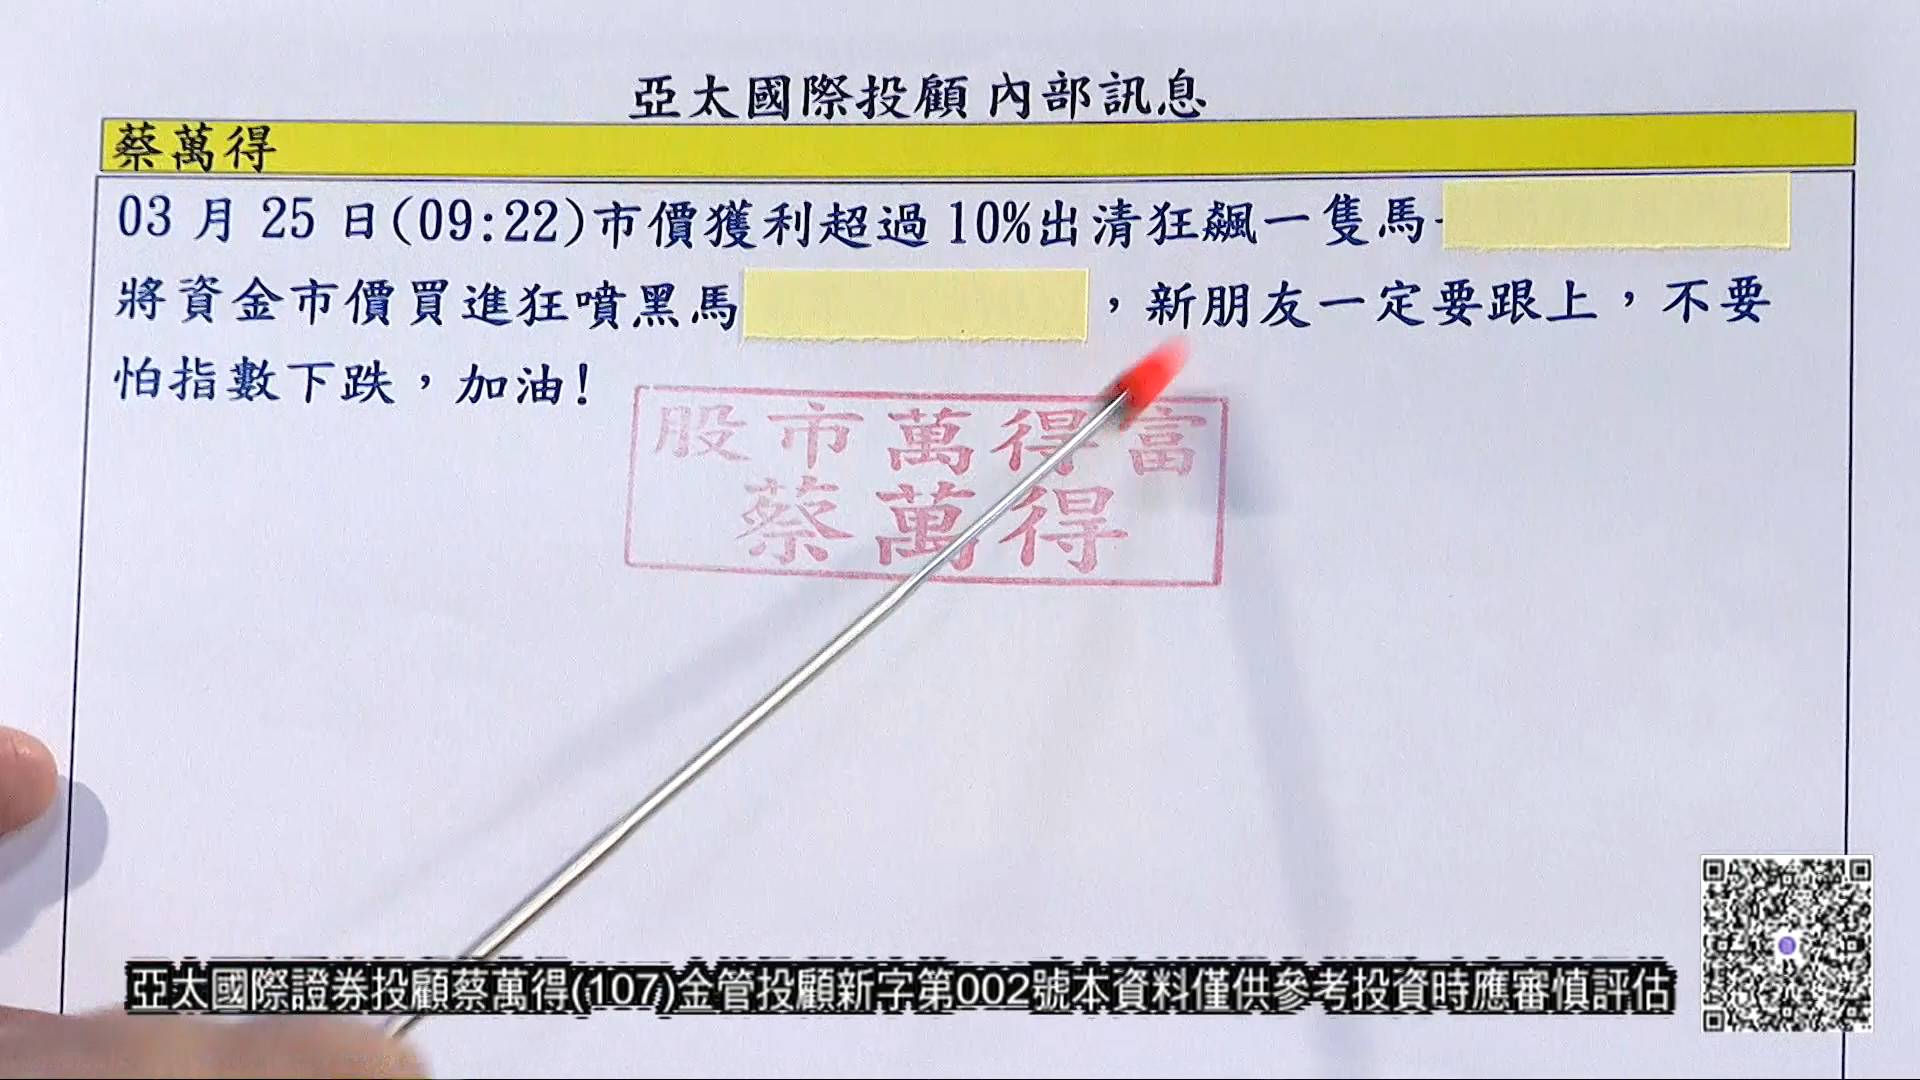 亞太國際投顧 內部訊息
蔡萬得
03 月 25 日(09:22)市價獲利超過 10%出清狂飆一隻馬-
將資金市價買進狂噴黑馬 ，新朋友一定要跟上，不要
怕指數下跌，加油!
股市萬得富
蔡萬得
亞太國際證券投顧蔡萬得(107)金管投顧新字第002號本資料僅供參考投資時應審慎評估